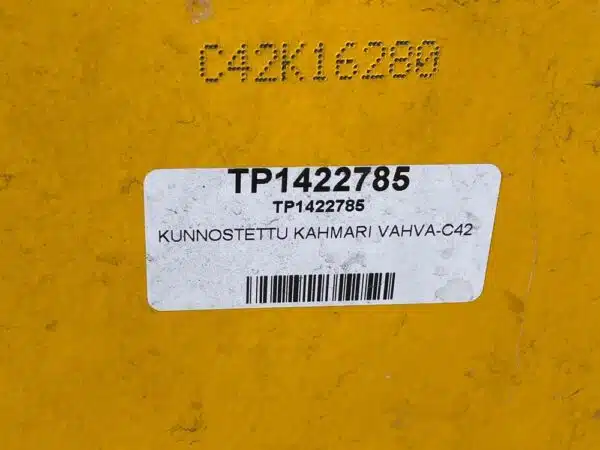 C42K16280
TP1422785
TP1422785
KUNNOSTETTU KAHMARI VAHVA-C42